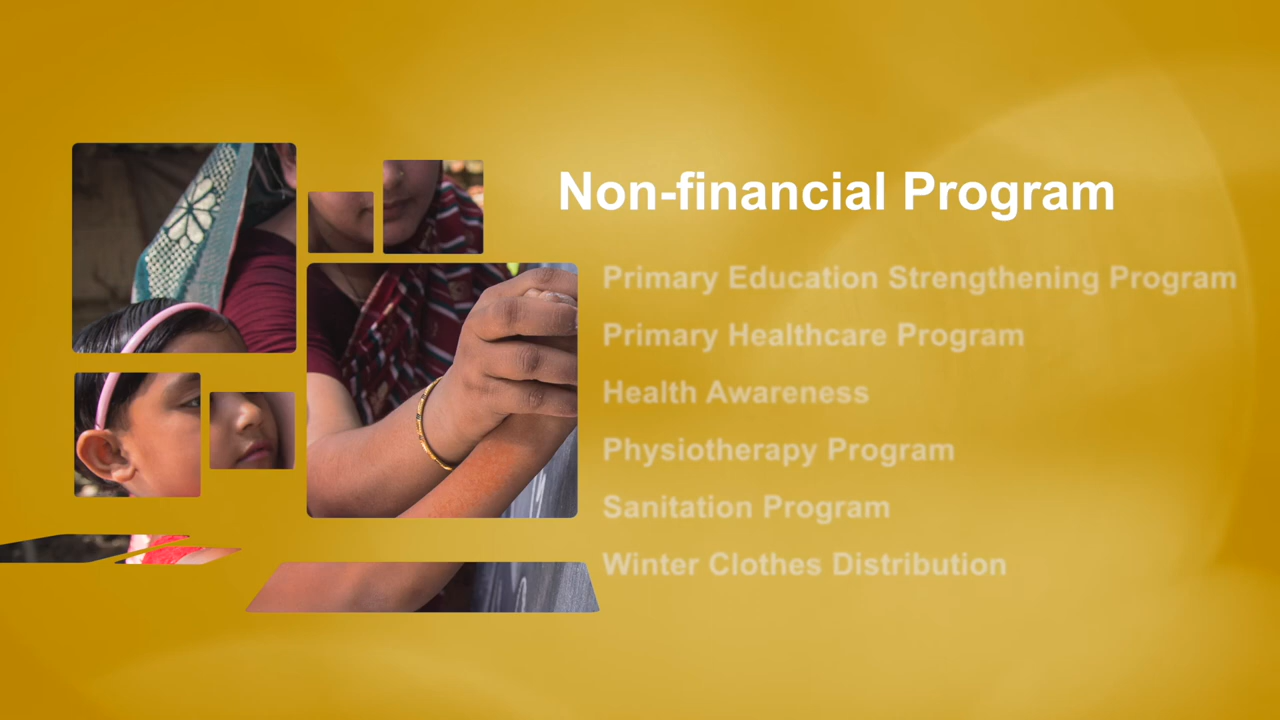 Non-financial Program
Primary Education Strengthening Program
Primary Healthcare Program
Health Awareness
Physiotherapy Program
Sanitation Program
Winter Clothes Distribution